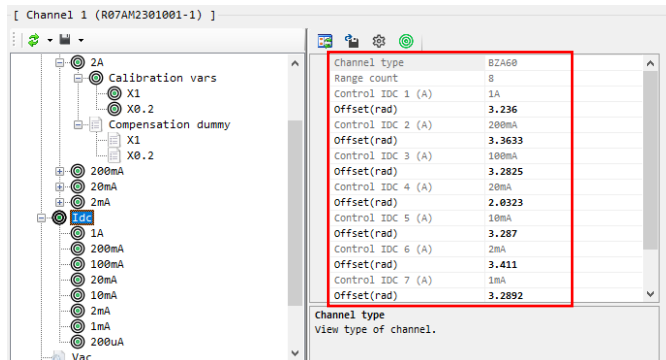 [ Channel 1 (R07AM2301001-1) ]
2A
Calibration vars
X1
X0.2
Compensation dummy
X1
X0.2
200mA
20mA
2mA
Idc
1A
200mA
100mA
20mA
10mA
2mA
1mA
200uA
Vac
Channel type BZA60
Range count 8
Control IDC 1 (A) 1A
Offset(rad) 3.236
Control IDC 2 (A) 200mA
Offset(rad) 3.3633
Control IDC 3 (A) 100mA
Offset(rad) 3.2825
Control IDC 4 (A) 20mA
Offset(rad) 2.0323
Control IDC 5 (A) 10mA
Offset(rad) 3.287
Control IDC 6 (A) 2mA
Offset(rad) 3.411
Control IDC 7 (A) 1mA
Offset(rad) 3.2892
Channel type
View type of channel.